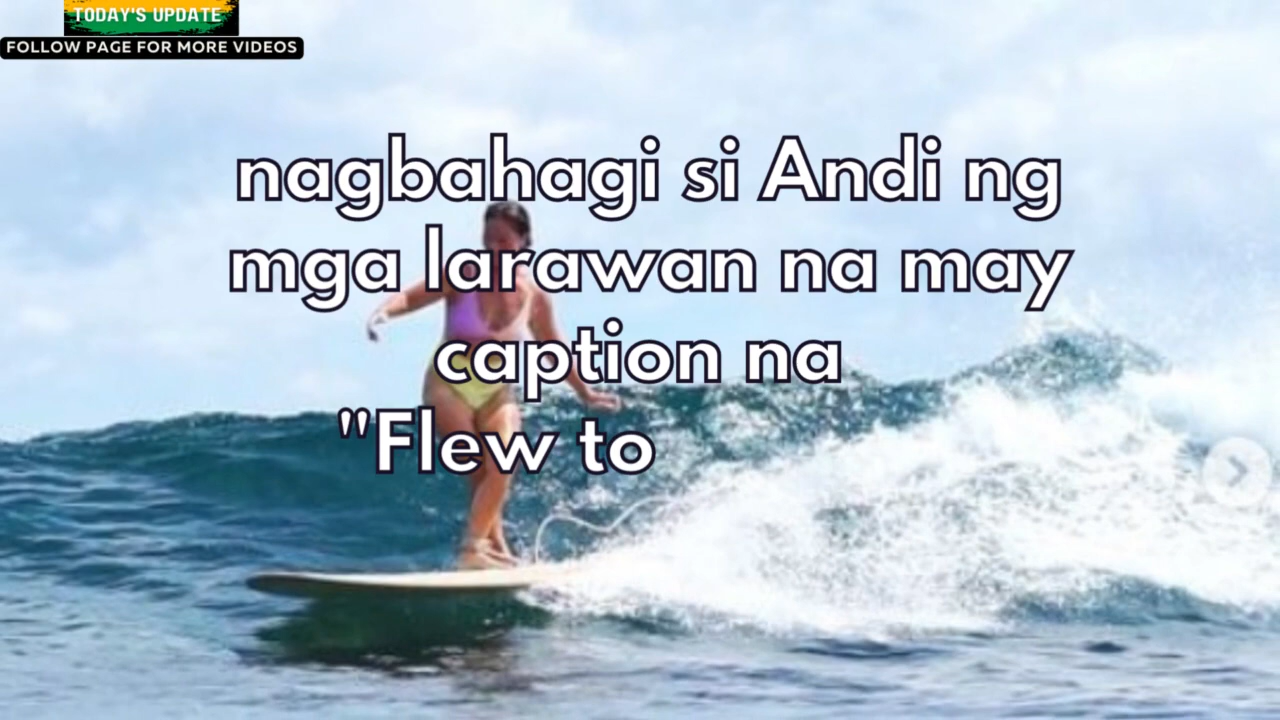 TODAY'S UPDATE
FOLLOW PAGE FOR MORE VIDEOS
nagbahagi si Andi ng
mga larawan na may
caption na
"Flew to